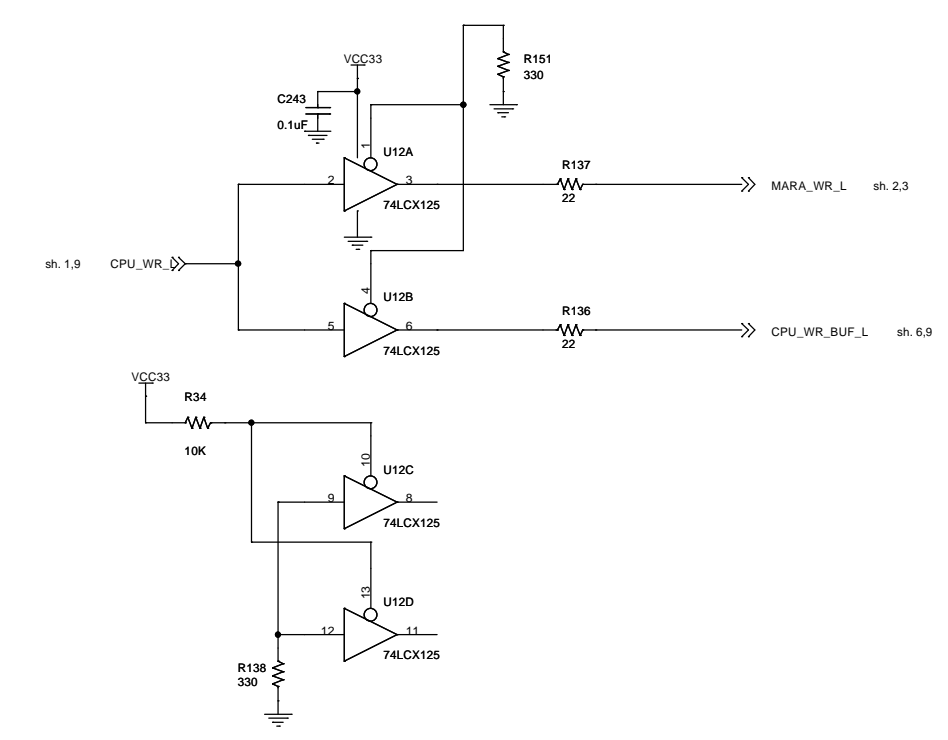 VCC33
R151
330
C243
0.1uF
1
U12A
2
3
74LCX125
R137
22
MARA_WR_L sh. 2,3
sh. 1,9 CPU_WR_L
4
U12B
5
6
74LCX125
R136
22
CPU_WR_BUF_L sh. 6,9
VCC33
R34
10K
10
U12C
9
8
74LCX125
13
U12D
12
11
74LCX125
R138
330